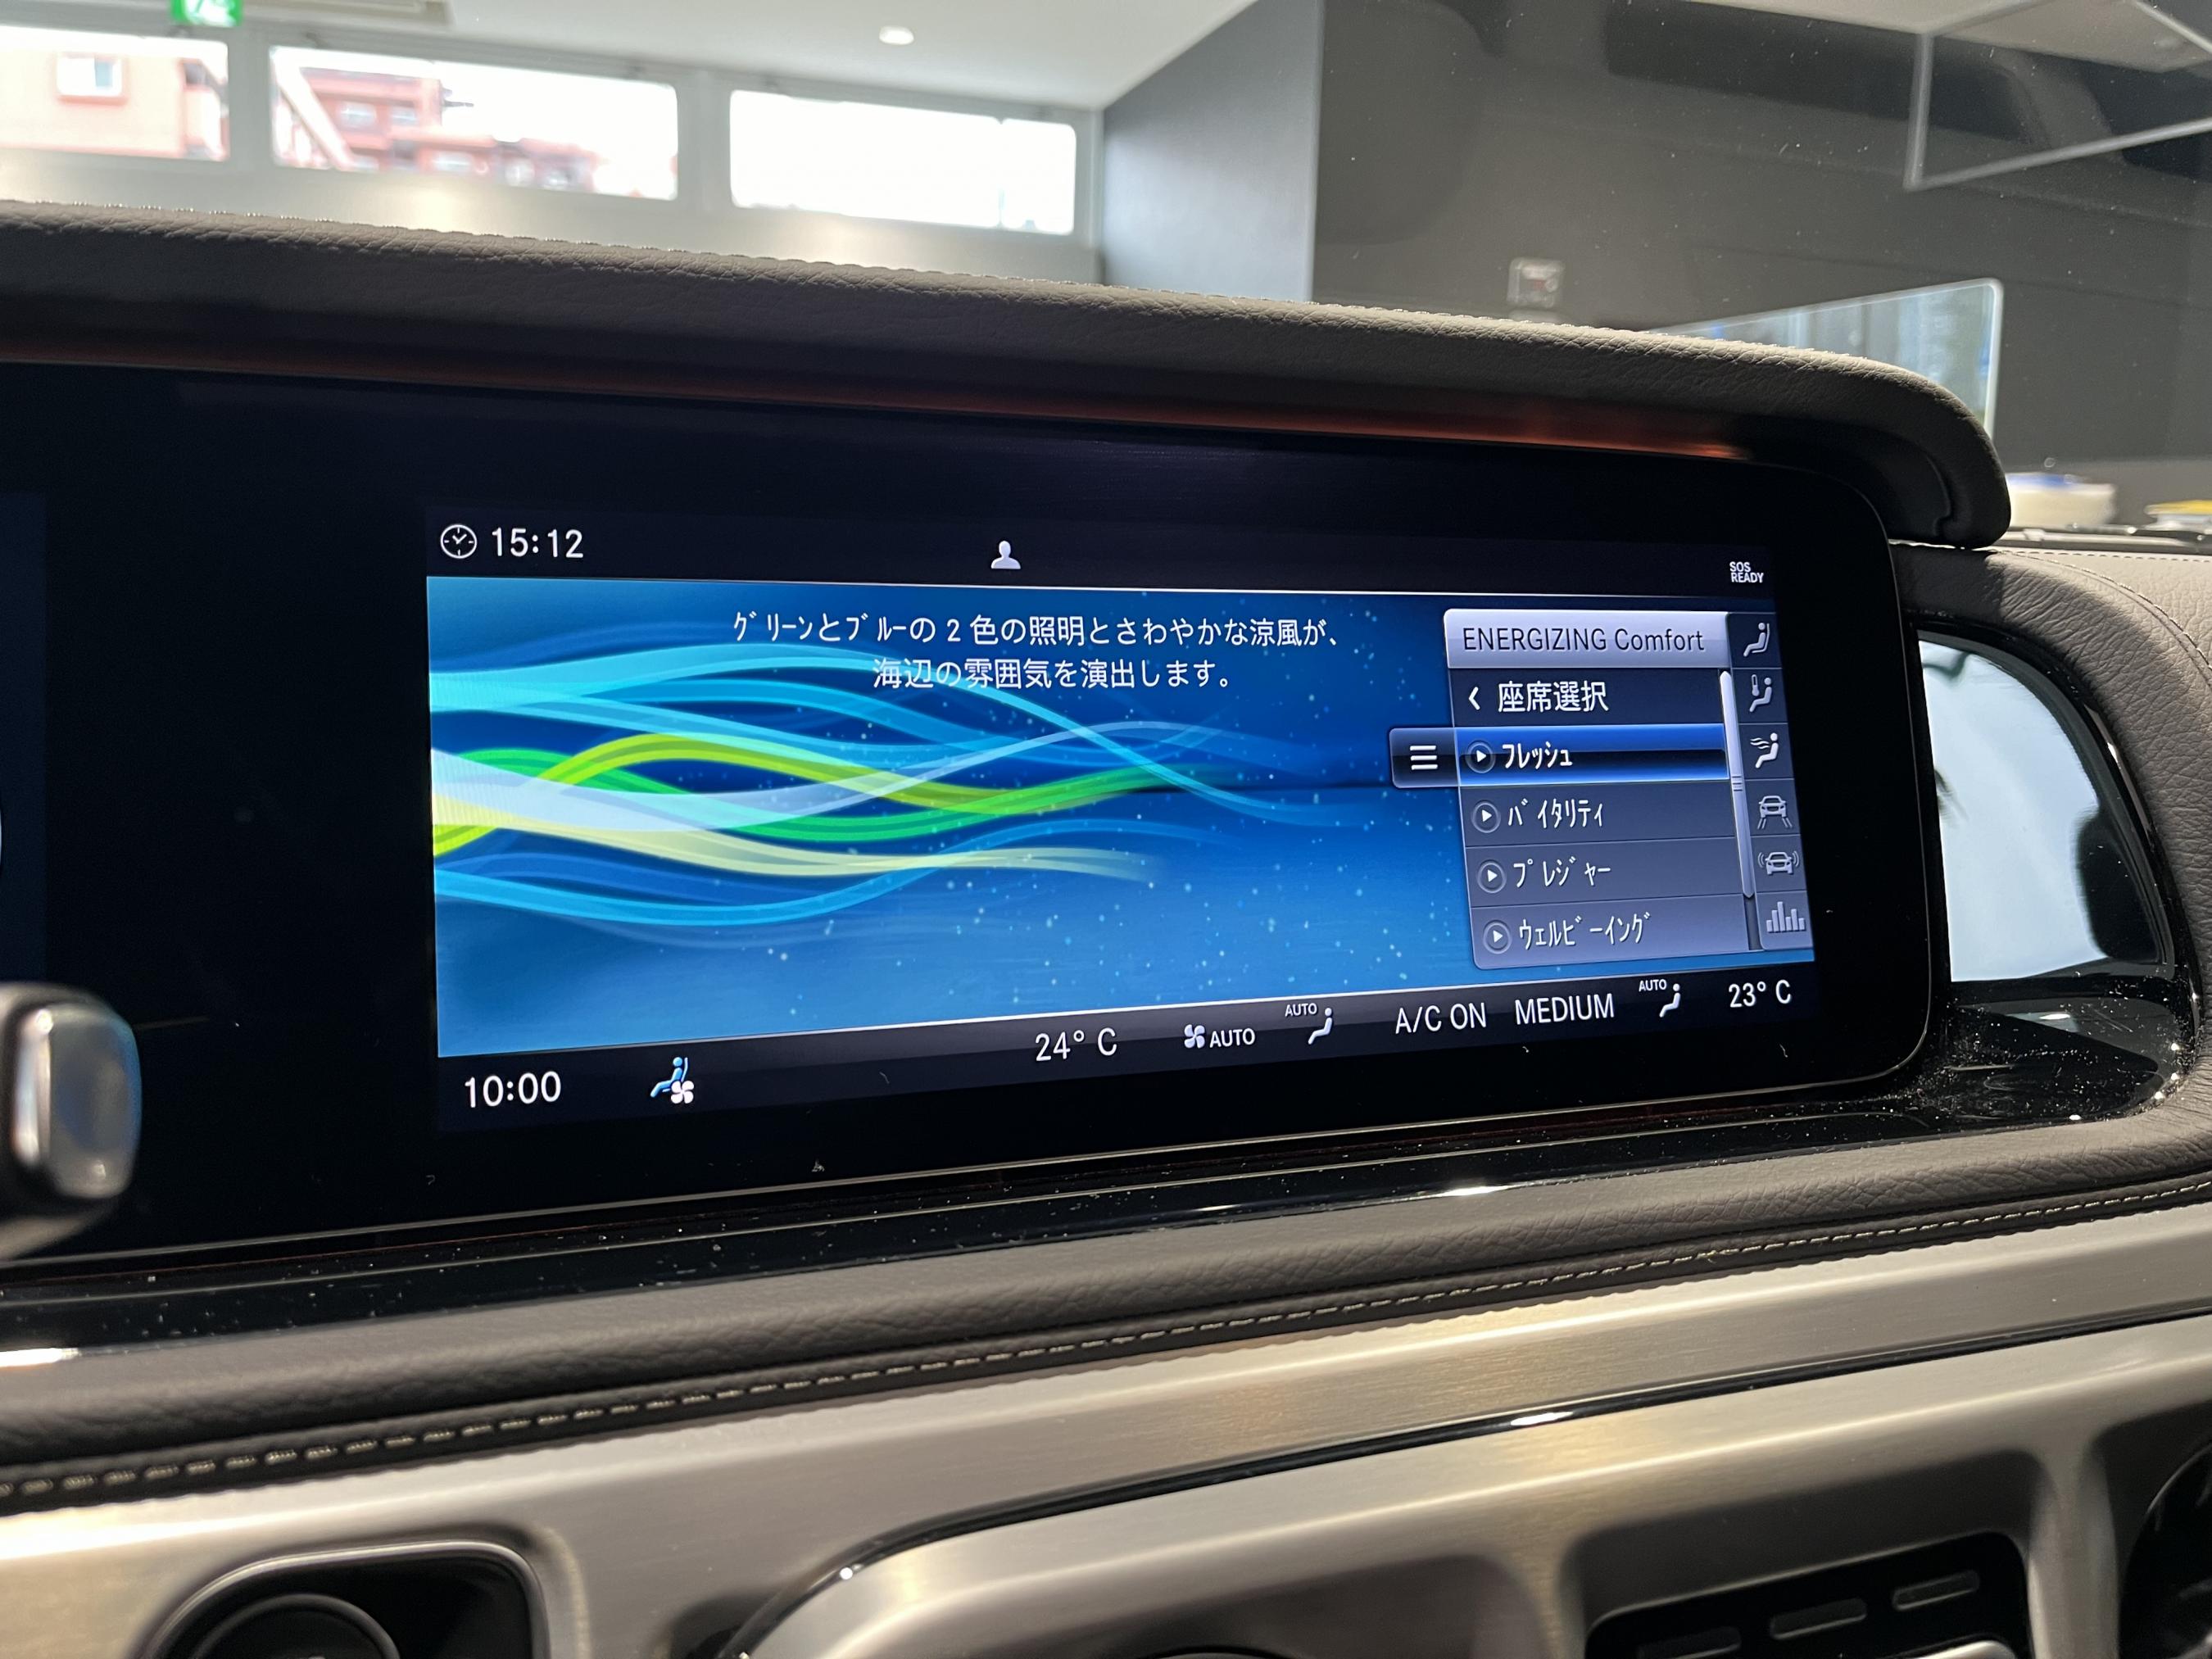 15:12
SOS
READY
ｸﾞﾘｰﾝとﾌﾞﾙｰの 2 色の照明とさわやかな涼風が、
海辺の雰囲気を演出します。
ENERGIZING Comfort
座席選択
ﾌﾚｯｼｭ
ﾊﾞｲﾀﾘﾃｨ
ﾌﾟﾚｼﾞｬｰ
ｳｪﾙﾋﾞｰｲﾝｸﾞ
10:00
24° C
AUTO
AUTO
A/C ON
MEDIUM
AUTO
23° C